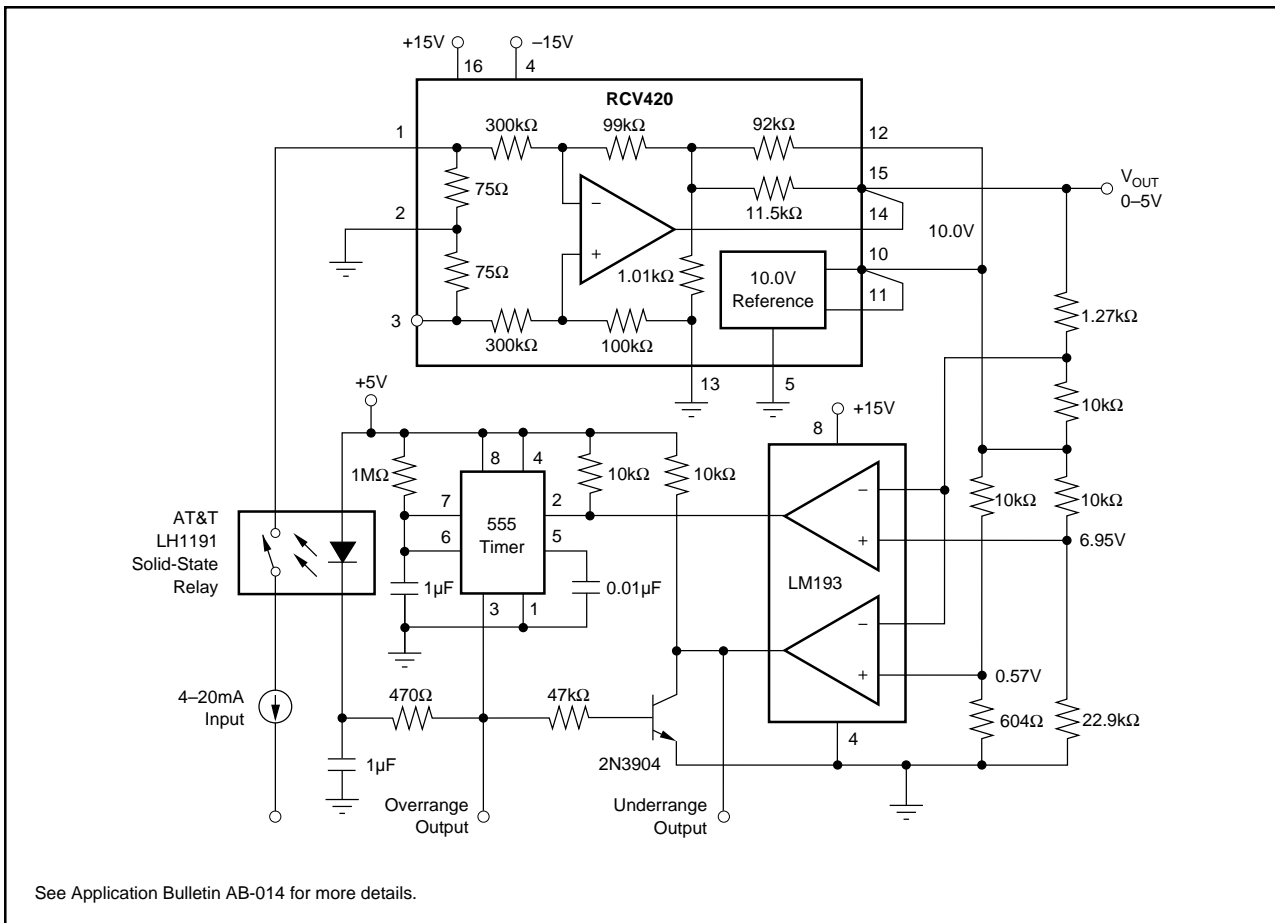 +15V
–15V
16
4
RCV420
1
300kΩ
99kΩ
92kΩ
12
15
75Ω
11.5kΩ
VOUT
0–5V
2
14
10.0V
–
+
10
75Ω
1.01kΩ
10.0V
Reference
11
3
300kΩ
100kΩ
1.27kΩ
13
5
+5V
+15V
8
10kΩ
1MΩ
8
4
10kΩ
10kΩ
–
10kΩ
10kΩ
7
2
AT&T
LH1191
Solid-State
Relay
6
555
Timer
5
+
6.95V
1µF
0.01µF
LM193
3
1
–
4–20mA
Input
470Ω
47kΩ
+
0.57V
604Ω
22.9kΩ
4
1µF
2N3904
Overrange
Output
Underrange
Output
See Application Bulletin AB-014 for more details.